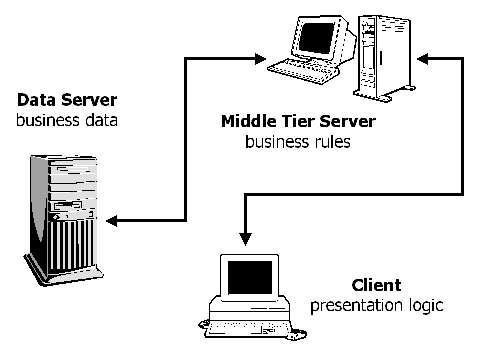 Data Server
business data
Middle Tier Server
business rules
Client
presentation logic